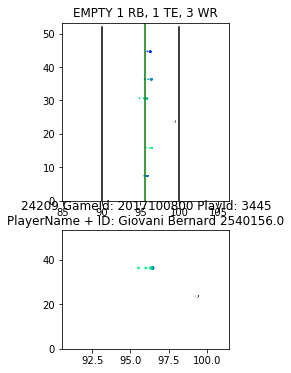 EMPTY 1 RB, 1 TE, 3 WR
50
40
30
20
10
0
85 90 95 100 105
24209 GameId: 2017100800 PlayId: 3445
PlayerName + ID: Giovani Bernard 2540156.0
40
20
0
92.5 95.0 97.5 100.0